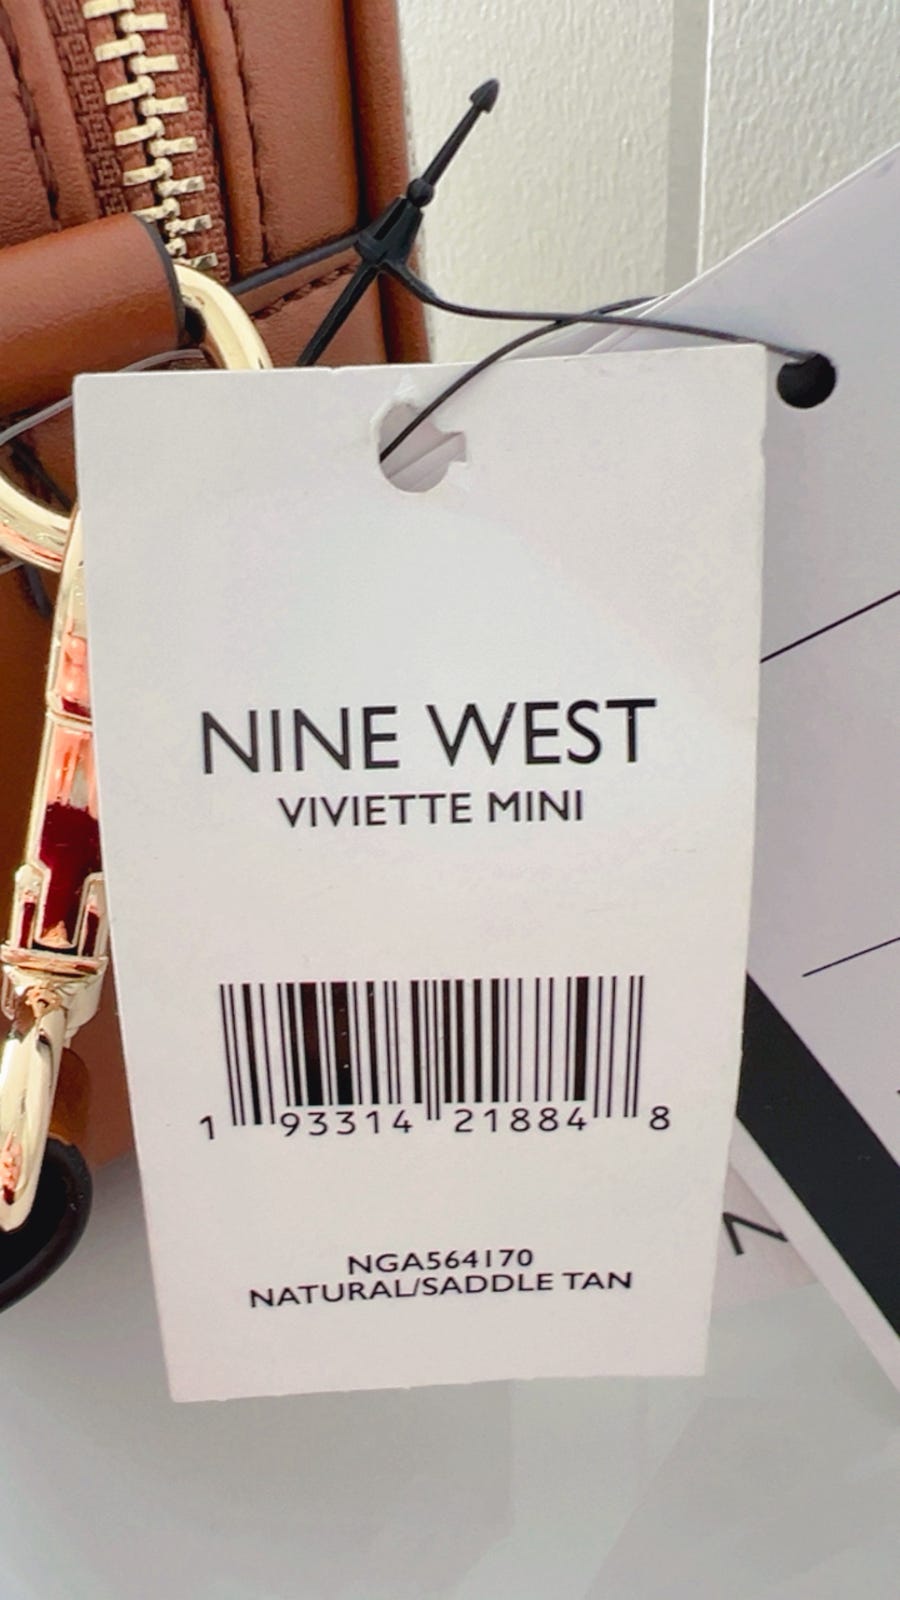 NINE WEST
VIVIETTE MINI
1 93314 21884 8
NGA564170
NATURAL/SADDLE TAN
N